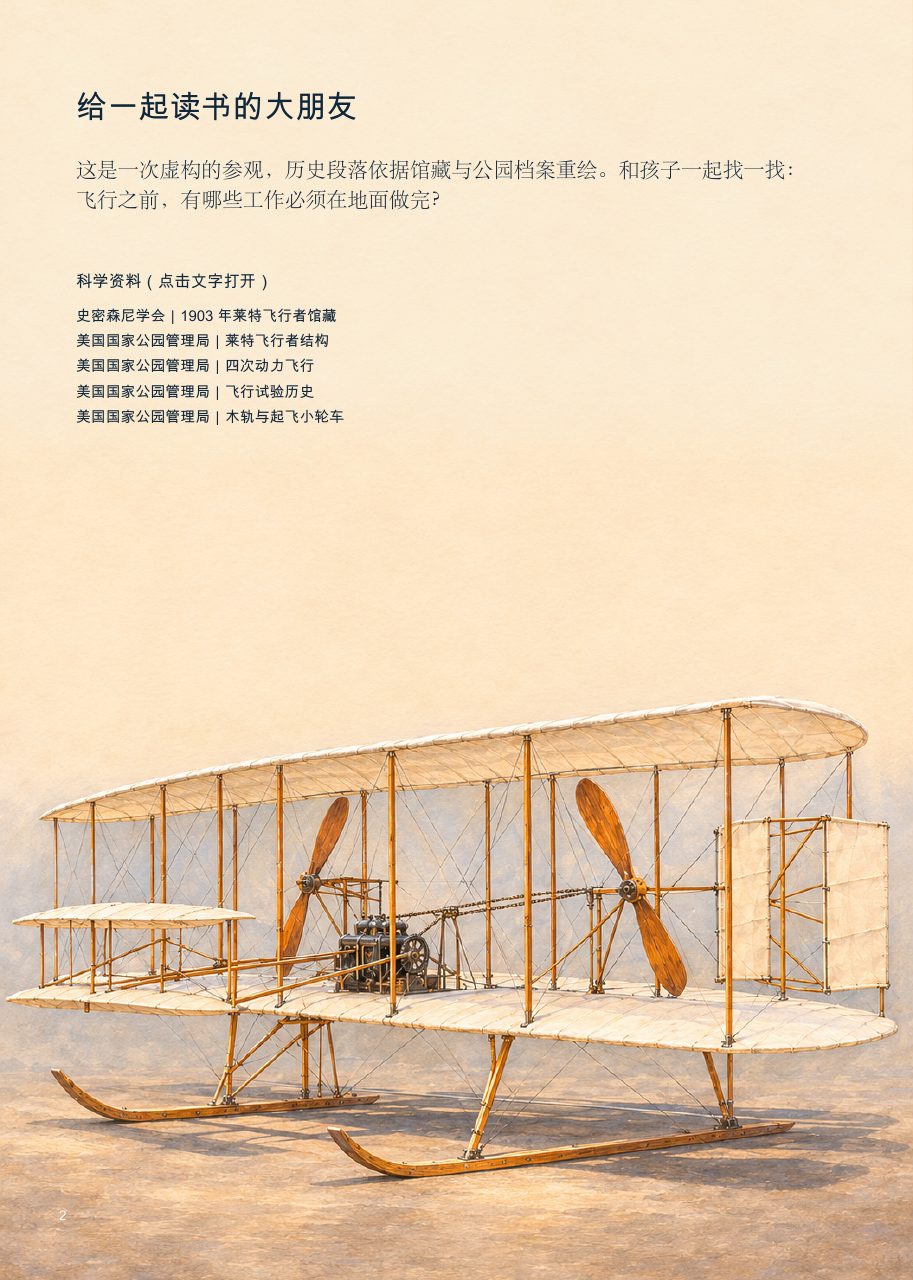 给一起读书的大朋友
这是一次虚构的参观，历史段落依据馆藏与公园档案重绘。和孩子一起找一找：
飞行之前，有哪些工作必须在地面做完？
科学资料（点击文字打开）
史密森尼学会｜1903 年莱特飞行者馆藏
美国国家公园管理局｜莱特飞行者结构
美国国家公园管理局｜四次动力飞行
美国国家公园管理局｜飞行试验历史
美国国家公园管理局｜木轨与起飞小轮车
2